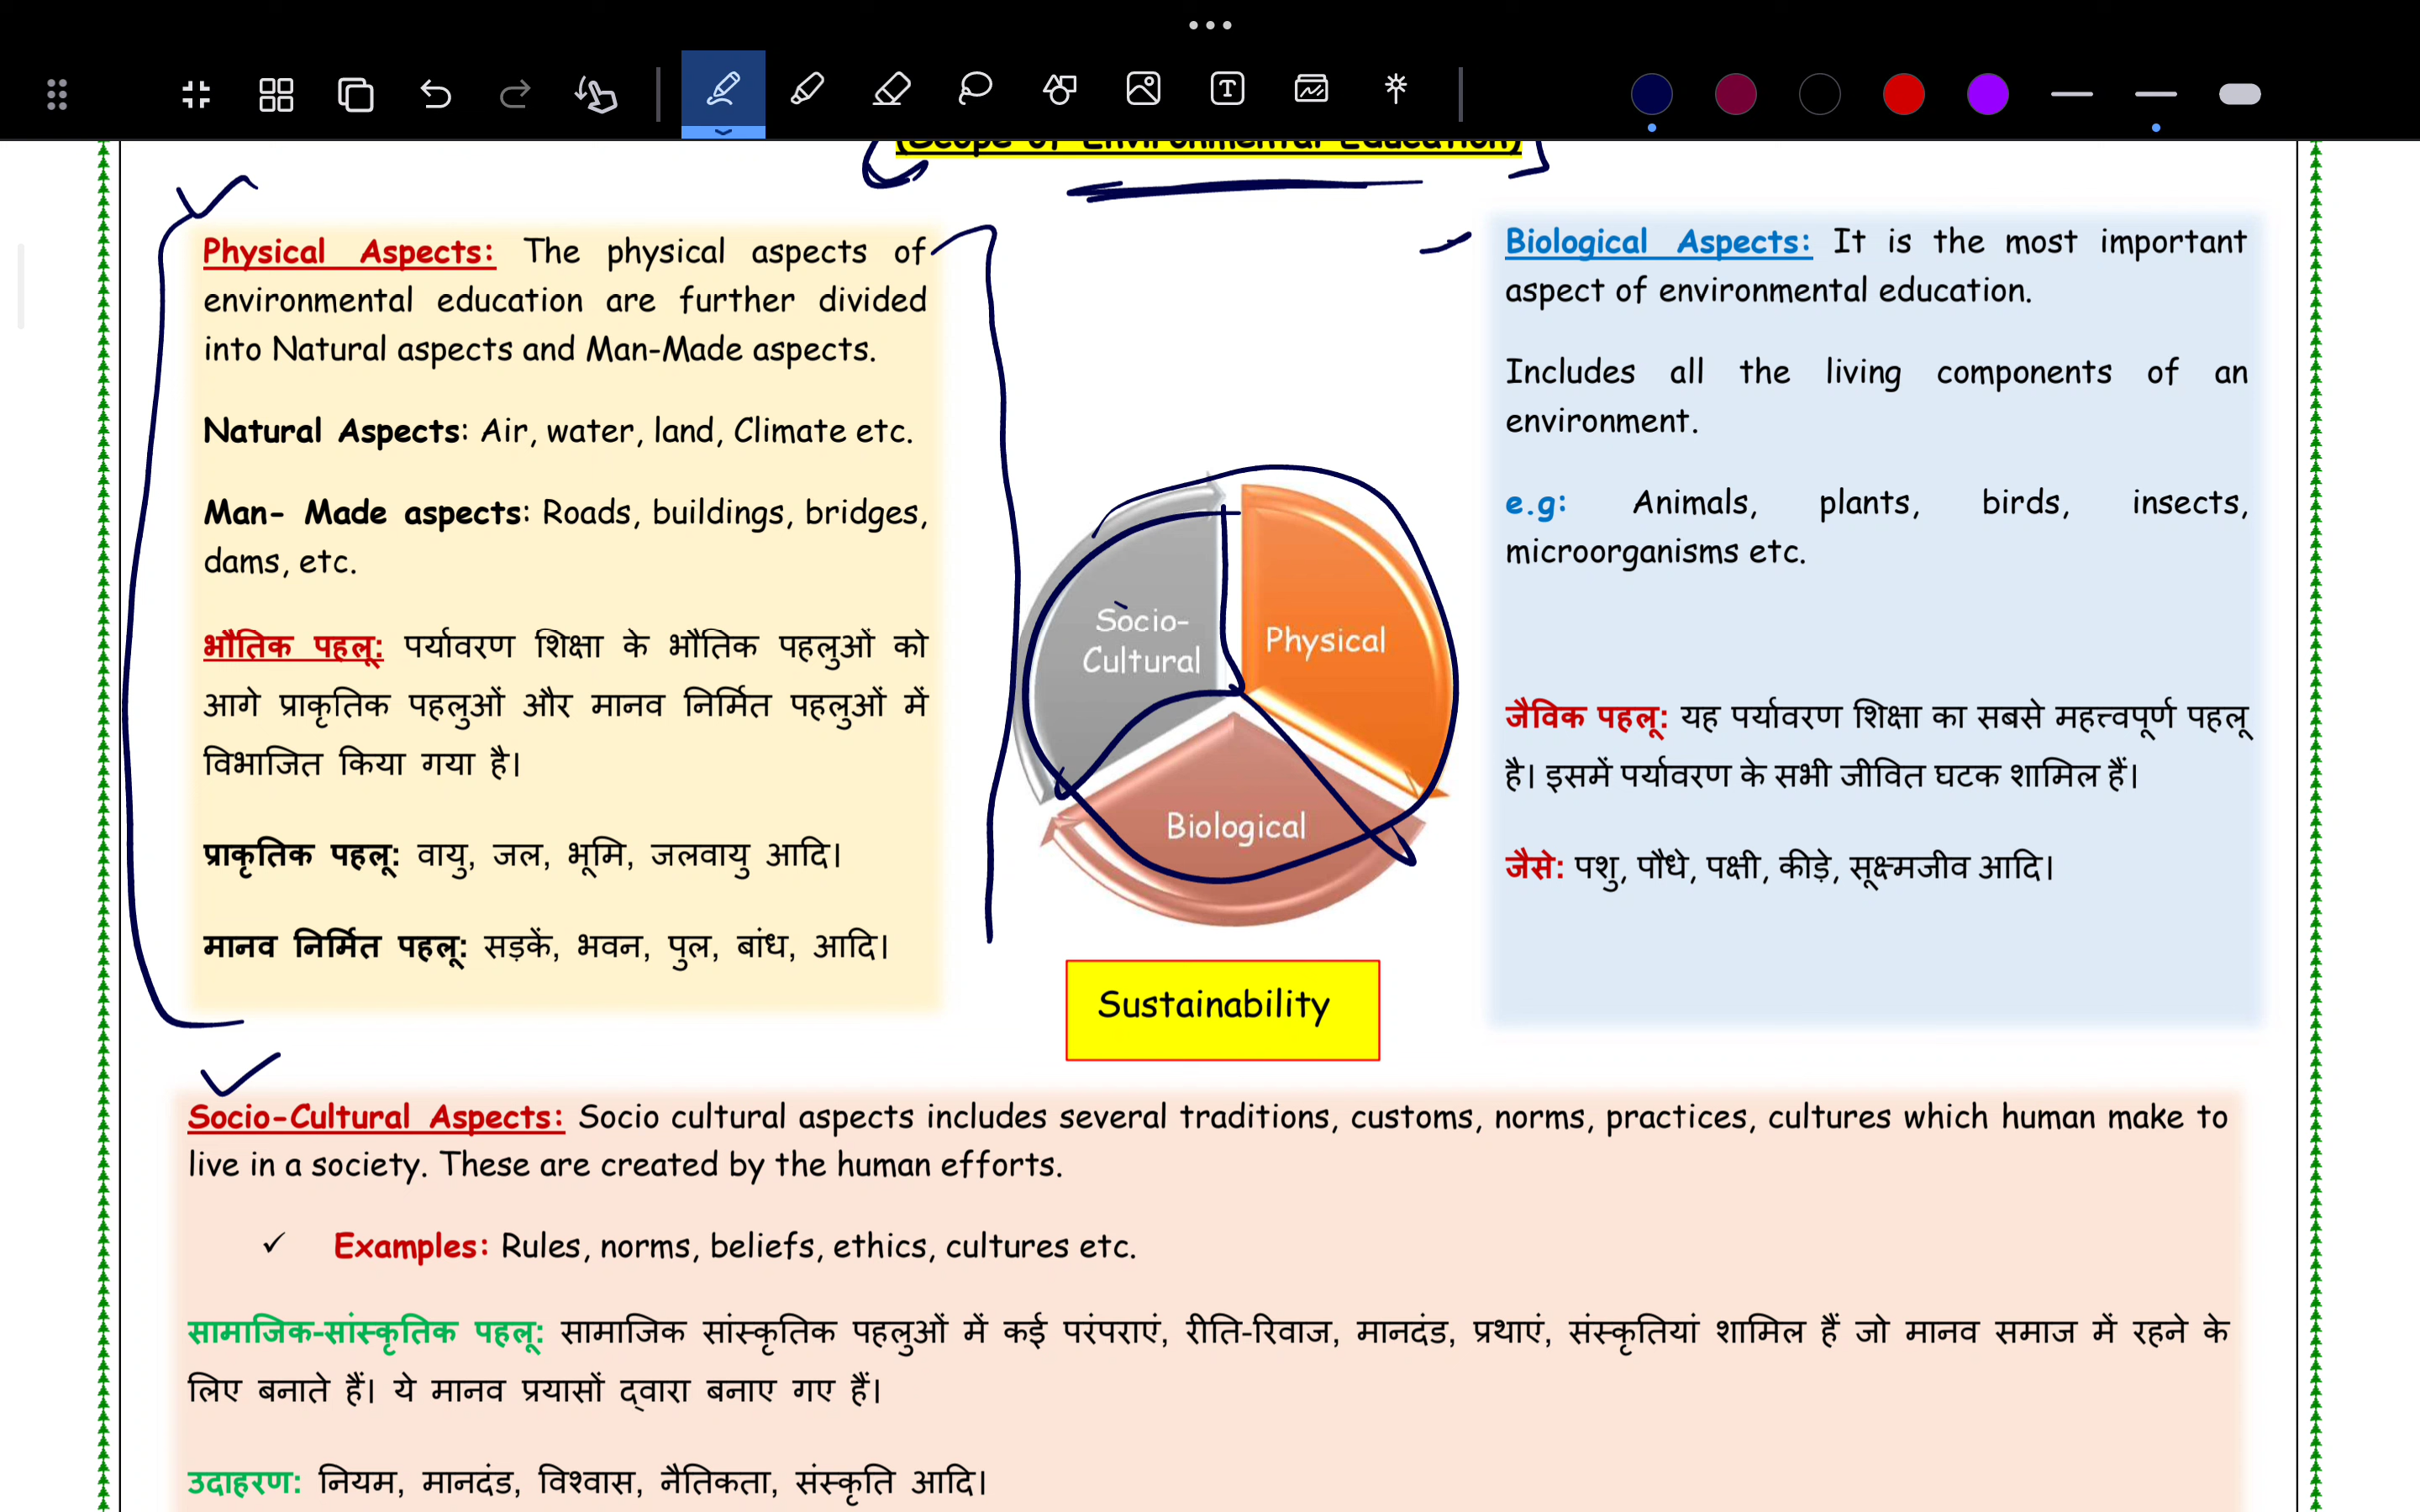 (Scope of Environmental Education)
Physical Aspects: The physical aspects of
environmental education are further divided
into Natural aspects and Man-Made aspects.
Natural Aspects: Air, water, land, Climate etc.
Man- Made aspects: Roads, buildings, bridges,
dams, etc.
भौतिक पहलू: पर्यावरण शिक्षा के भौतिक पहलुओं को
आगे प्राकृतिक पहलुओं और मानव निर्मित पहलुओं में
विभाजित किया गया है।
प्राकृतिक पहलू: वायु, जल, भूमि, जलवायु आदि।
मानव निर्मित पहलू: सड़कें, भवन, पुल, बांध, आदि।
Socio-
Cultural
Physical
Biological
Sustainability
Biological Aspects: It is the most important
aspect of environmental education.
Includes all the living components of an
environment.
e.g: Animals, plants, birds, insects,
microorganisms etc.
जैविक पहलू: यह पर्यावरण शिक्षा का सबसे महत्त्वपूर्ण पहलू
है। इसमें पर्यावरण के सभी जीवित घटक शामिल हैं।
जैसे: पशु, पौधे, पक्षी, कीड़े, सूक्ष्मजीव आदि।
Socio-Cultural Aspects: Socio cultural aspects includes several traditions, customs, norms, practices, cultures which human make to
live in a society. These are created by the human efforts.
✓ Examples: Rules, norms, beliefs, ethics, cultures etc.
सामाजिक-सांस्कृतिक पहलू: सामाजिक सांस्कृतिक पहलुओं में कई परंपराएं, रीति-रिवाज, मानदंड, प्रथाएं, संस्कृतियां शामिल हैं जो मानव समाज में रहने के
लिए बनाते हैं। ये मानव प्रयासों द्वारा बनाए गए हैं।
उदाहरण: नियम, मानदंड, विश्वास, नैतिकता, संस्कृति आदि।